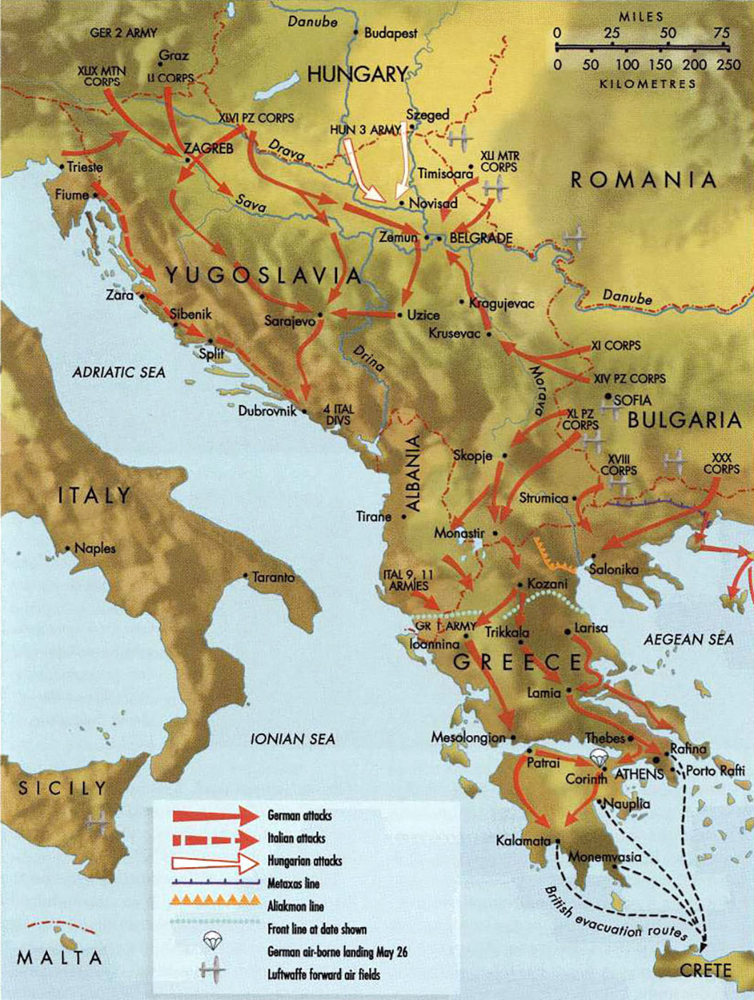 MILES
0 25 50 75
0 50 100 150 200 250
KILOMETRES
Danube
Budapest
GER 2 ARMY
Graz
XLIX MTN
CORPS
LI CORPS
HUNGARY
XLVI PZ CORPS
Szeged
HUN 3 ARMY
ZAGREB
Drava
Timisoara
XLI MTR
CORPS
ROMANIA
Trieste
Fiume
Sava
Novisad
Zemun
BELGRADE
YUGOSLAVIA
Zara
Danube
Sibenik
Sarajevo
Uzice
Kragujevac
Krusevac
Split
Drina
XI CORPS
ADRIATIC SEA
Morava
XIV PZ CORPS
SOFIA
Dubrovnik
4 ITAL
DIVS
XL PZ
CORPS
BULGARIA
ALBANIA
Skopje
XVIII
CORPS
XXX
CORPS
ITALY
Strumica
Tirane
Monastir
Naples
Taranto
ITAL 9, 11
ARMIES
Salonika
Kozani
GR 1 ARMY
Trikkala
Larisa
Ioannina
AEGEAN SEA
GREECE
Lamia
IONIAN SEA
Mesolongion
Thebes
Rafina
Patrai
Corinth
ATHENS
Porto Rafti
SICILY
Nauplia
Kalamata
Monemvasia
British evacuation routes
CRETE
MALTA
German attacks
Italian attacks
Hungarian attacks
Metaxas line
Aliakmon line
Front line at date shown
German air-borne landing May 26
Luftwaffe forward air fields